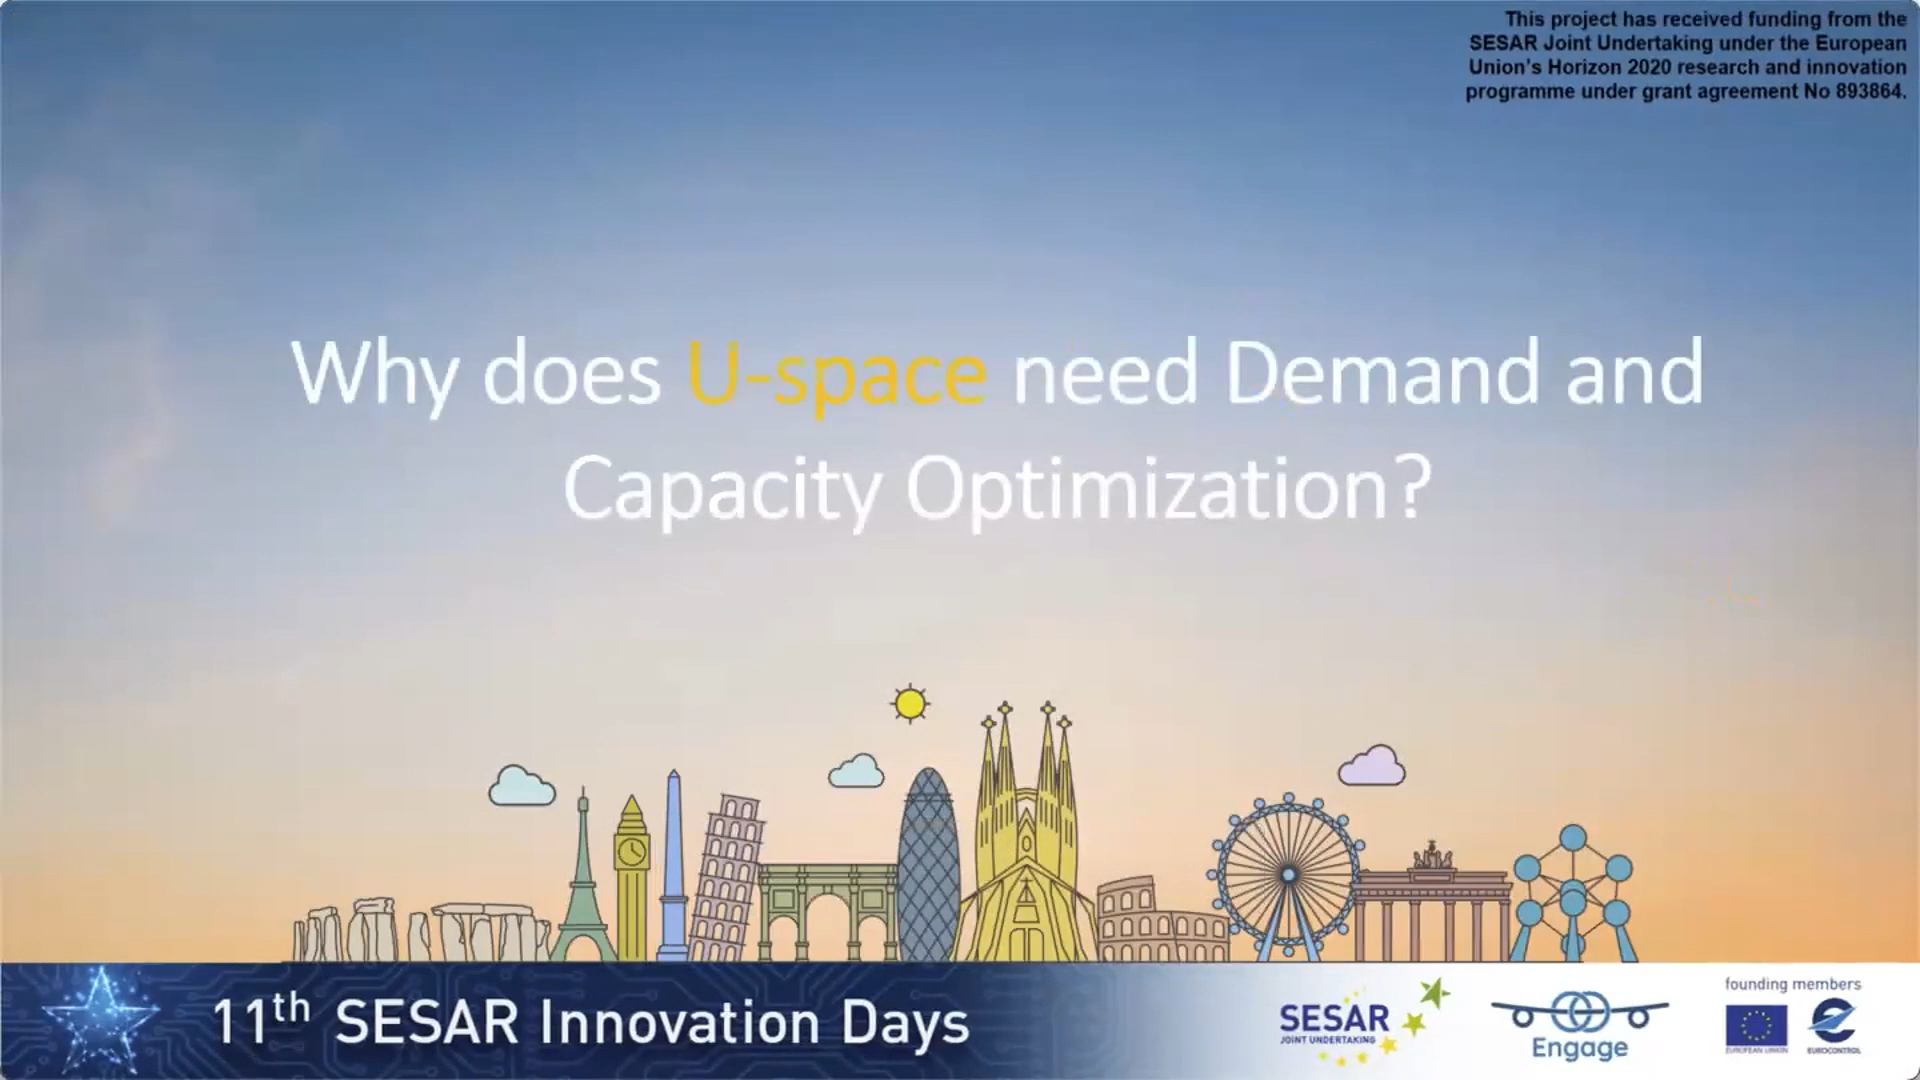 This project has received funding from the
SESAR Joint Undertaking under the European
Union's Horizon 2020 research and innovation
programme under grant agreement No 893864.
Why does U-space need Demand and
Capacity Optimization?
11th SESAR Innovation Days
SESAR
JOINT UNDERTAKING
Engage
founding members
EUROPEAN UNION
EUROCONTROL